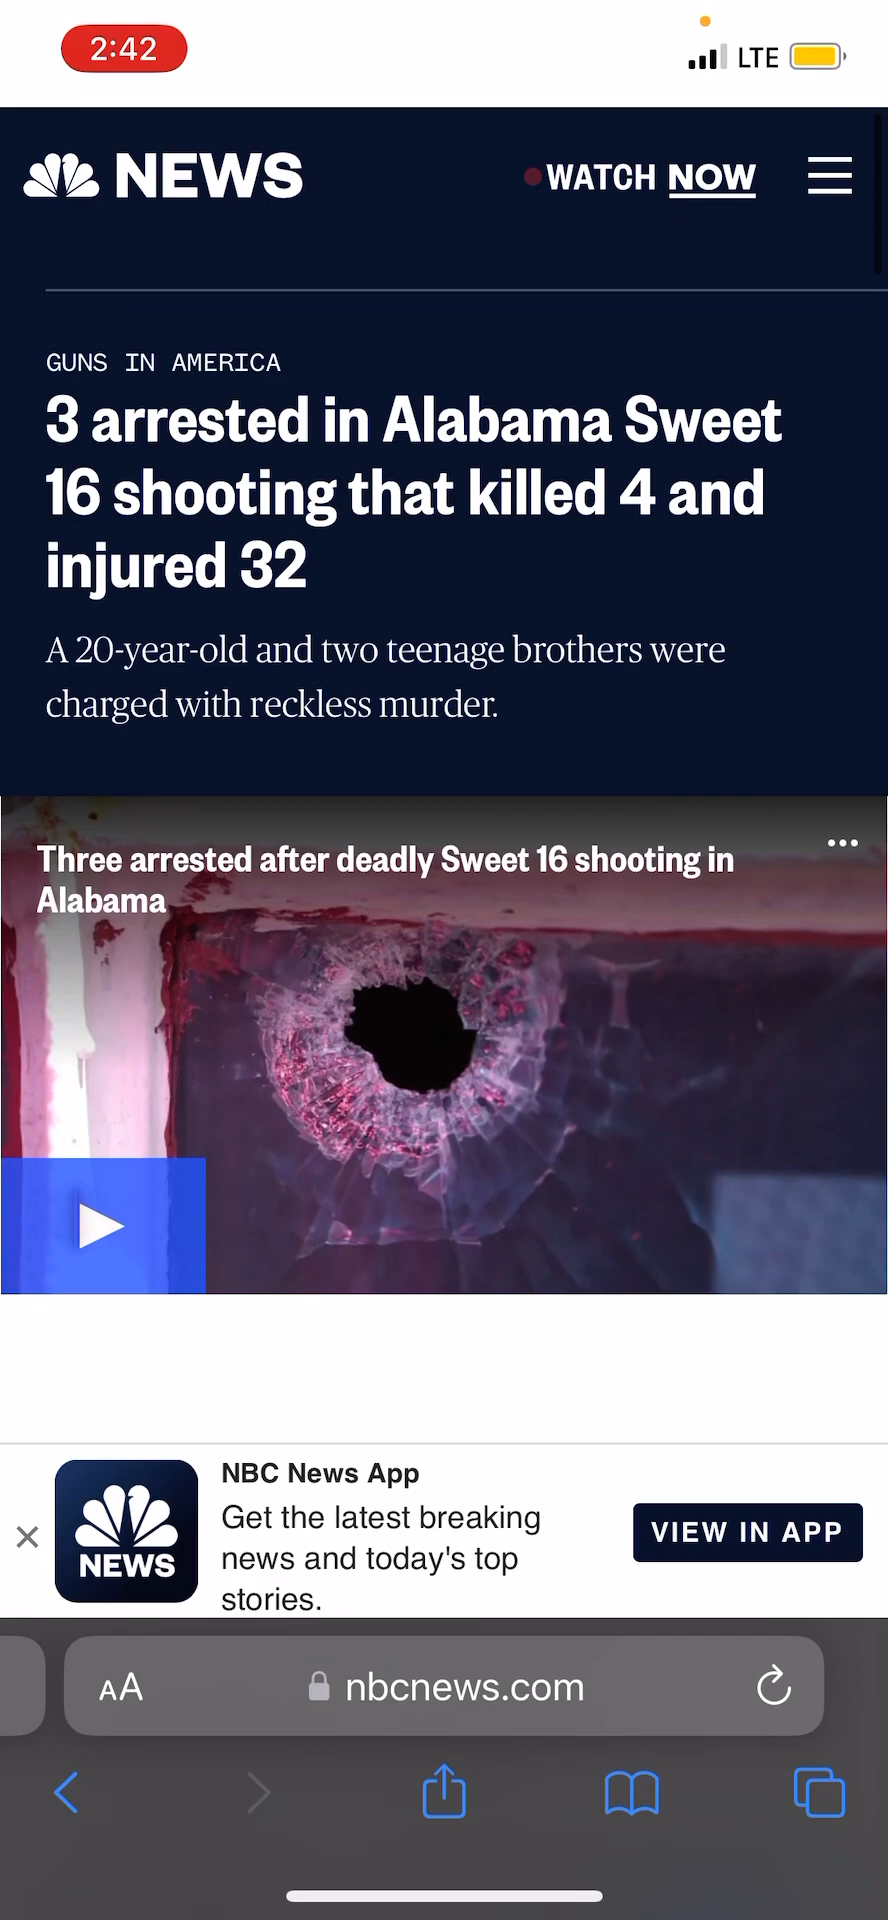 2:42
LTE
NEWS
WATCH NOW
GUNS IN AMERICA
3 arrested in Alabama Sweet
16 shooting that killed 4 and
injured 32
A 20-year-old and two teenage brothers were
charged with reckless murder.
Three arrested after deadly Sweet 16 shooting in
Alabama
NBC News App
Get the latest breaking
news and today's top
stories.
NEWS
VIEW IN APP
AA
nbcnews.com